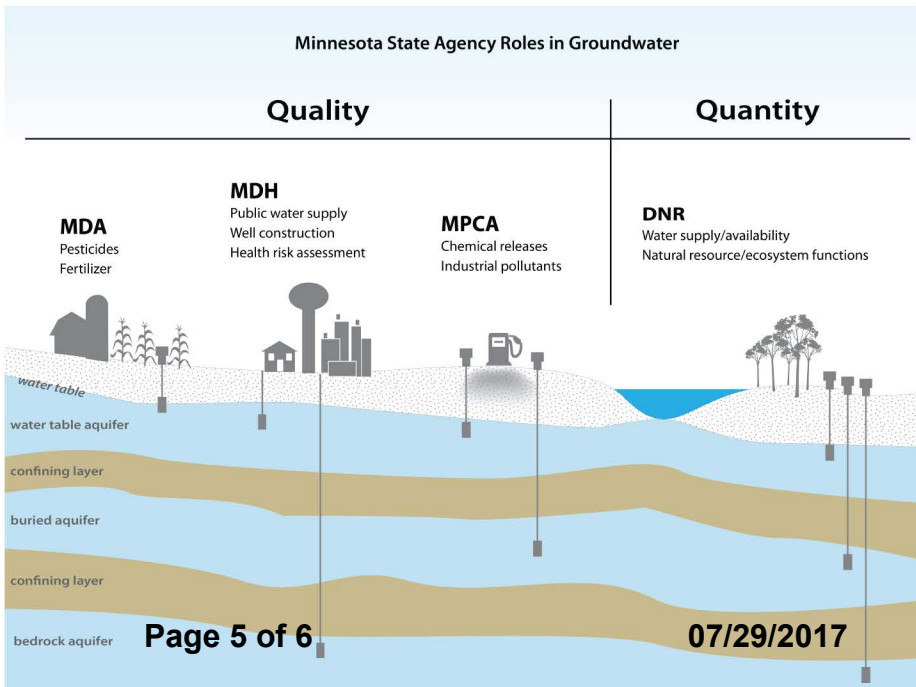 Minnesota State Agency Roles in Groundwater
Quality
Quantity
MDA
Pesticides
Fertilizer
MDH
Public water supply
Well construction
Health risk assessment
MPCA
Chemical releases
Industrial pollutants
DNR
Water supply/availability
Natural resource/ecosystem functions
water table
water table aquifer
confining layer
buried aquifer
confining layer
bedrock aquifer
Page 5 of 6
07/29/2017